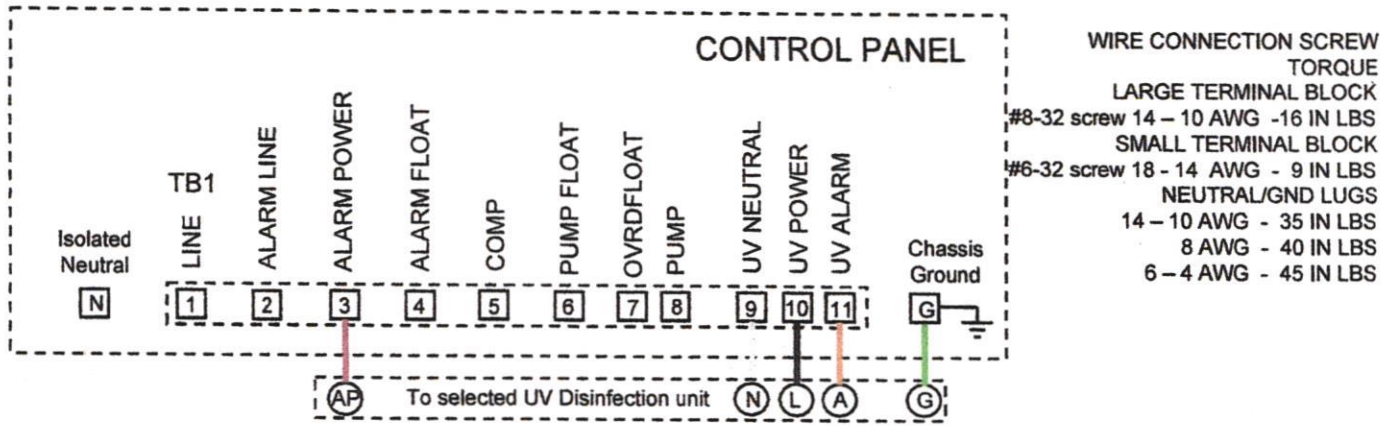 CONTROL PANEL
WIRE CONNECTION SCREW
TORQUE
LARGE TERMINAL BLOCK
#8-32 screw 14 – 10 AWG -16 IN LBS
SMALL TERMINAL BLOCK
#6-32 screw 18 - 14 AWG - 9 IN LBS
NEUTRAL/GND LUGS
14 – 10 AWG - 35 IN LBS
8 AWG - 40 IN LBS
6 – 4 AWG - 45 IN LBS
TB1
Isolated
Neutral
LINE
ALARM LINE
ALARM POWER
ALARM FLOAT
COMP
PUMP FLOAT
OVRDFLOAT
PUMP
UV NEUTRAL
UV POWER
UV ALARM
Chassis
Ground
N 1 2 3 4 5 6 7 8 9 10 11 G
AP To selected UV Disinfection unit N L A G